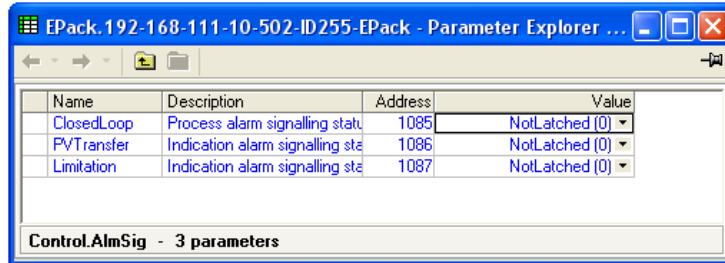 EPack.192-168-111-10-502-ID255-EPack - Parameter Explorer ...
Name Description Address Value
ClosedLoop Process alarm signalling statu 1085 NotLatched (0)
PVTransfer Indication alarm signalling sta 1086 NotLatched (0)
Limitation Indication alarm signalling sta 1087 NotLatched (0)
Control.AlmSig - 3 parameters